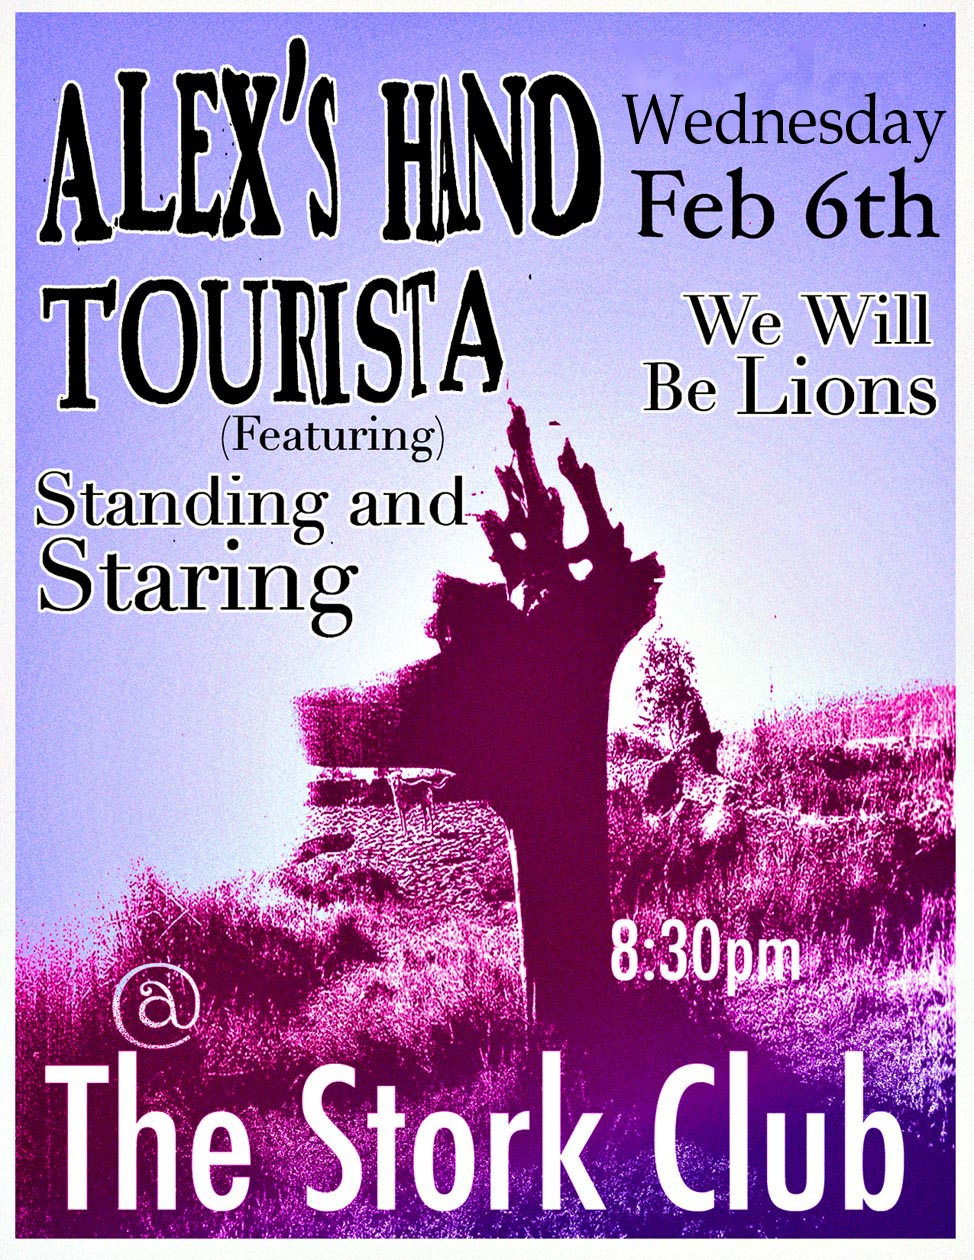 ALEX'S HAND
Wednesday
Feb 6th
TOURISTA
(Featuring)
Standing and
Staring
We Will
Be Lions
8:30pm
@
The Stork Club